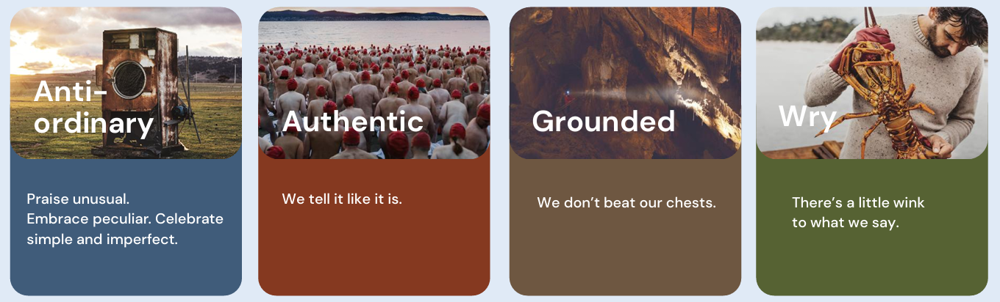 Anti-
ordinary
Praise unusual.
Embrace peculiar. Celebrate
simple and imperfect.
Authentic
We tell it like it is.
Grounded
We don’t beat our chests.
Wry
There’s a little wink
to what we say.